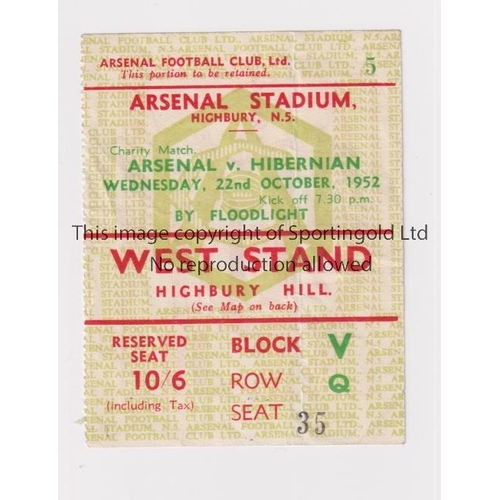 ARSENAL FOOTBALL CLUB, Ltd.
This portion to be retained.
5
ARSENAL STADIUM,
HIGHBURY, N.5.
Charity Match
ARSENAL v. HIBERNIAN
WEDNESDAY, 22nd OCTOBER, 1952
Kick off 7.30 p.m.
BY FLOODLIGHT
This image copyright of Sportingold Ltd
WEST STAND
No reproduction allowed
HIGHBURY HILL.
(See Map on back)
RESERVED SEAT
10/6
(including Tax)
BLOCK V
ROW Q
SEAT 35